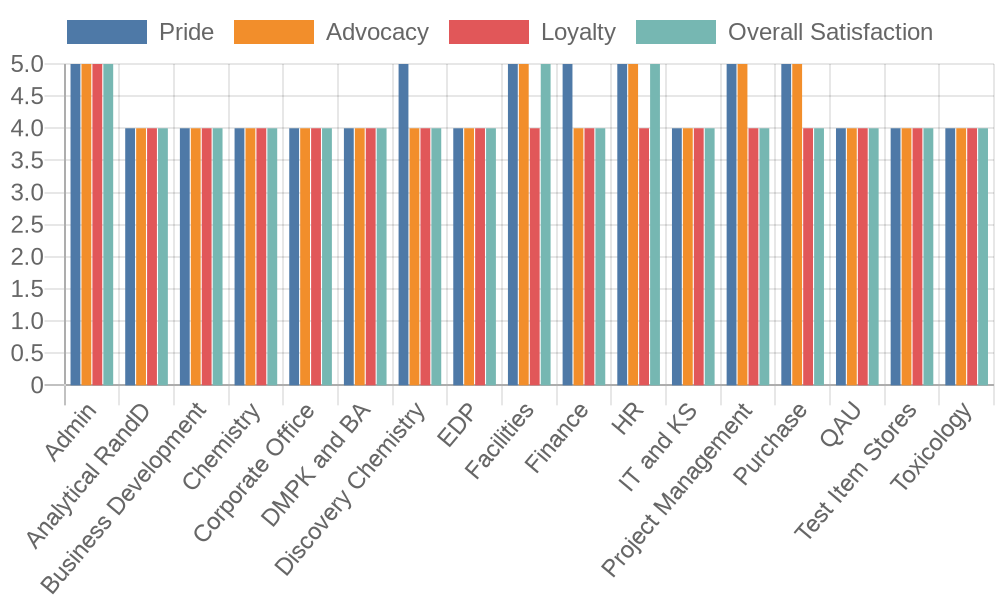 Pride Advocacy Loyalty Overall Satisfaction
5.0
4.5
4.0
3.5
3.0
2.5
2.0
1.5
1.0
0.5
0
Admin
Analytical RandD
Business Development
Chemistry
Corporate Office
DMPK and BA
Discovery Chemistry
EDP
Facilities
Finance
HR
IT and KS
Project Management
Purchase
QAU
Test Item Stores
Toxicology